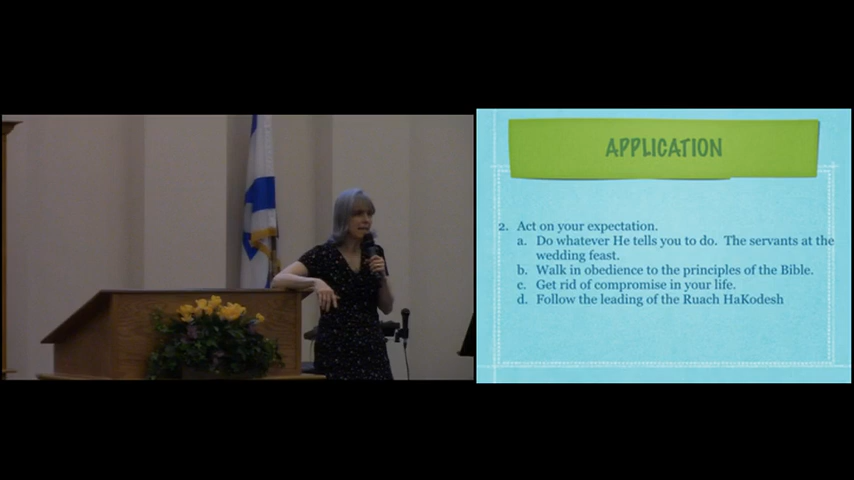 APPLICATION
2. Act on your expectation.
a. Do whatever He tells you to do. The servants at the
wedding feast.
b. Walk in obedience to the principles of the Bible.
c. Get rid of compromise in your life.
d. Follow the leading of the Ruach HaKodesh